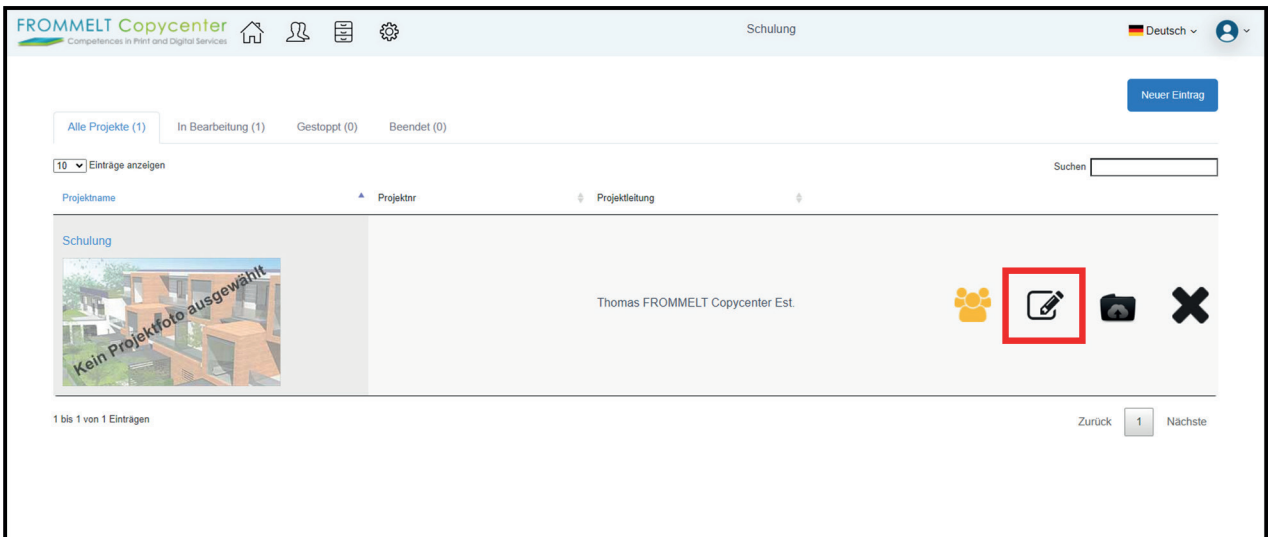 FROMMELT Copycenter
Competences in Print and Digital Services
Schulung
Deutsch
Neuer Eintrag
Alle Projekte (1) In Bearbeitung (1) Gestoppt (0) Beendet (0)
10 Einträge anzeigen
Suchen
Projektname Projektnr Projektleitung
Schulung
Kein Projektfoto ausgewählt
Thomas FROMMELT Copycenter Est.
1 bis 1 von 1 Einträgen
Zurück 1 Nächste